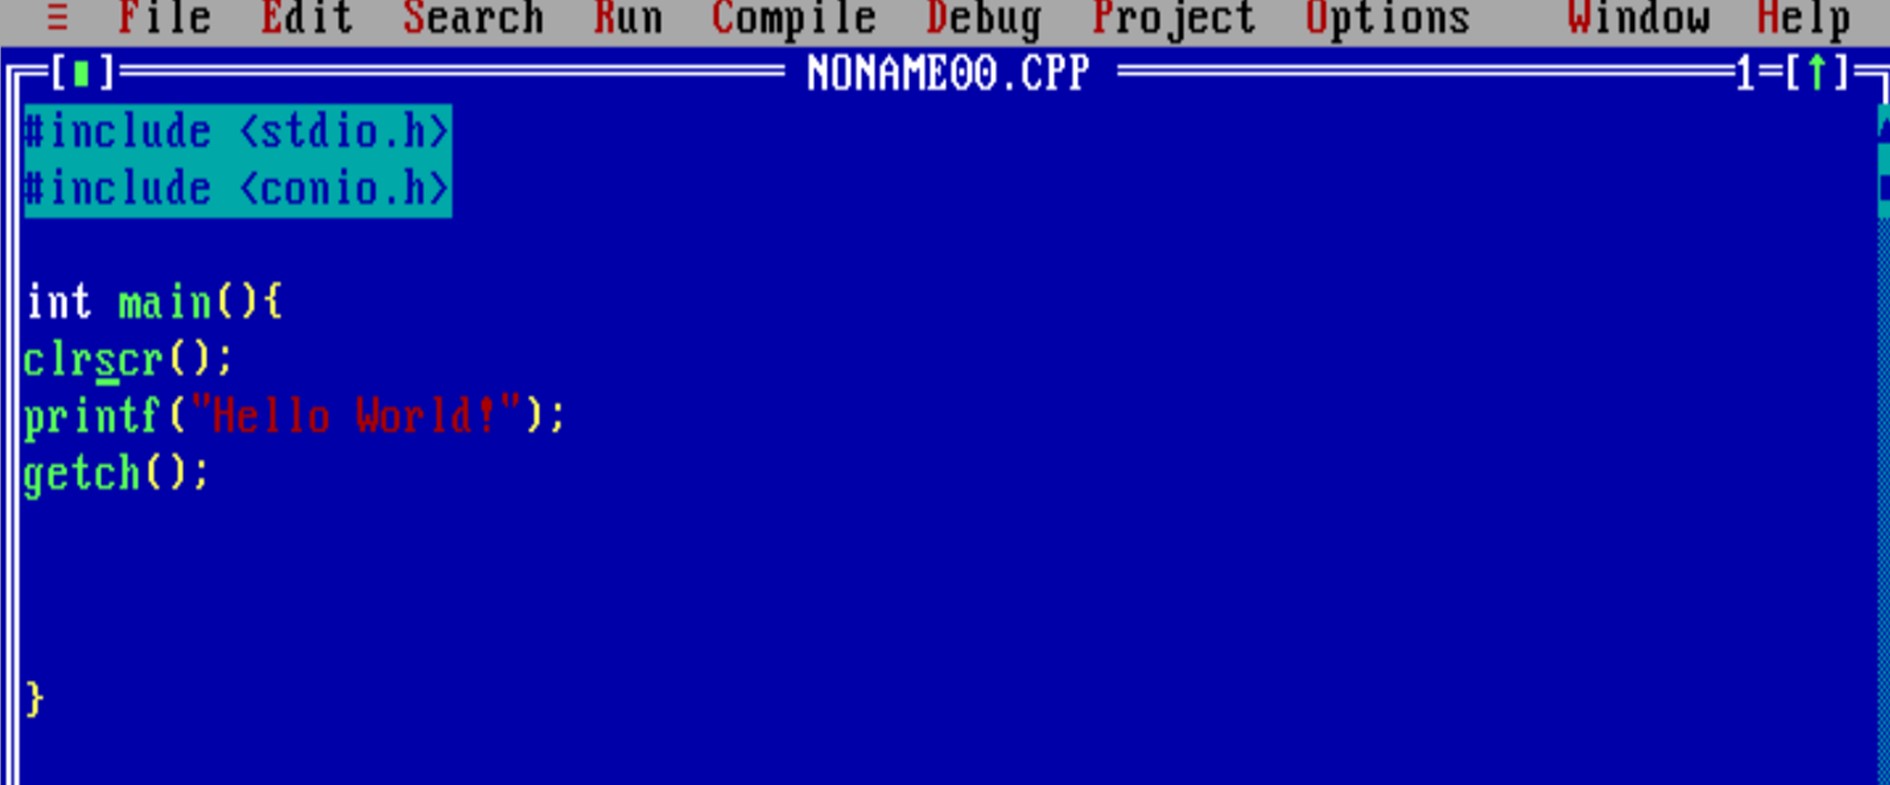 ≡ File Edit Search Run Compile Debug Project Options Window Help
[■] NONAME00.CPP 1=[↑]
#include <stdio.h>
#include <conio.h>
int main(){
clrscr();
printf("Hello World!");
getch();
}